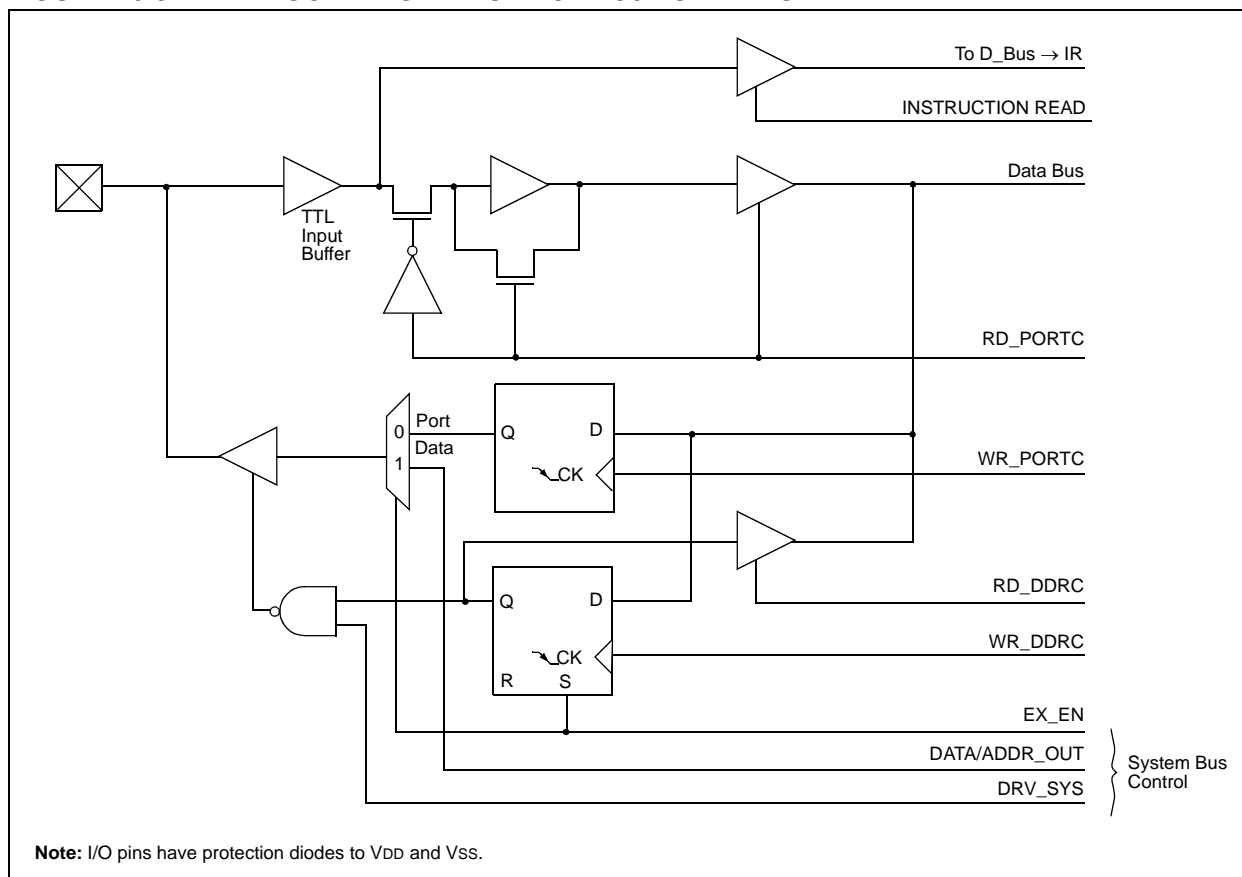 To D_Bus → IR
INSTRUCTION READ
Data Bus
TTL
Input
Buffer
RD_PORTC
Port
0
Data
1
Q
D
CK
WR_PORTC
RD_DDRC
Q
D
CK
WR_DDRC
R
S
EX_EN
DATA/ADDR_OUT
DRV_SYS
System Bus
Control
Note: I/O pins have protection diodes to VDD and VSS.